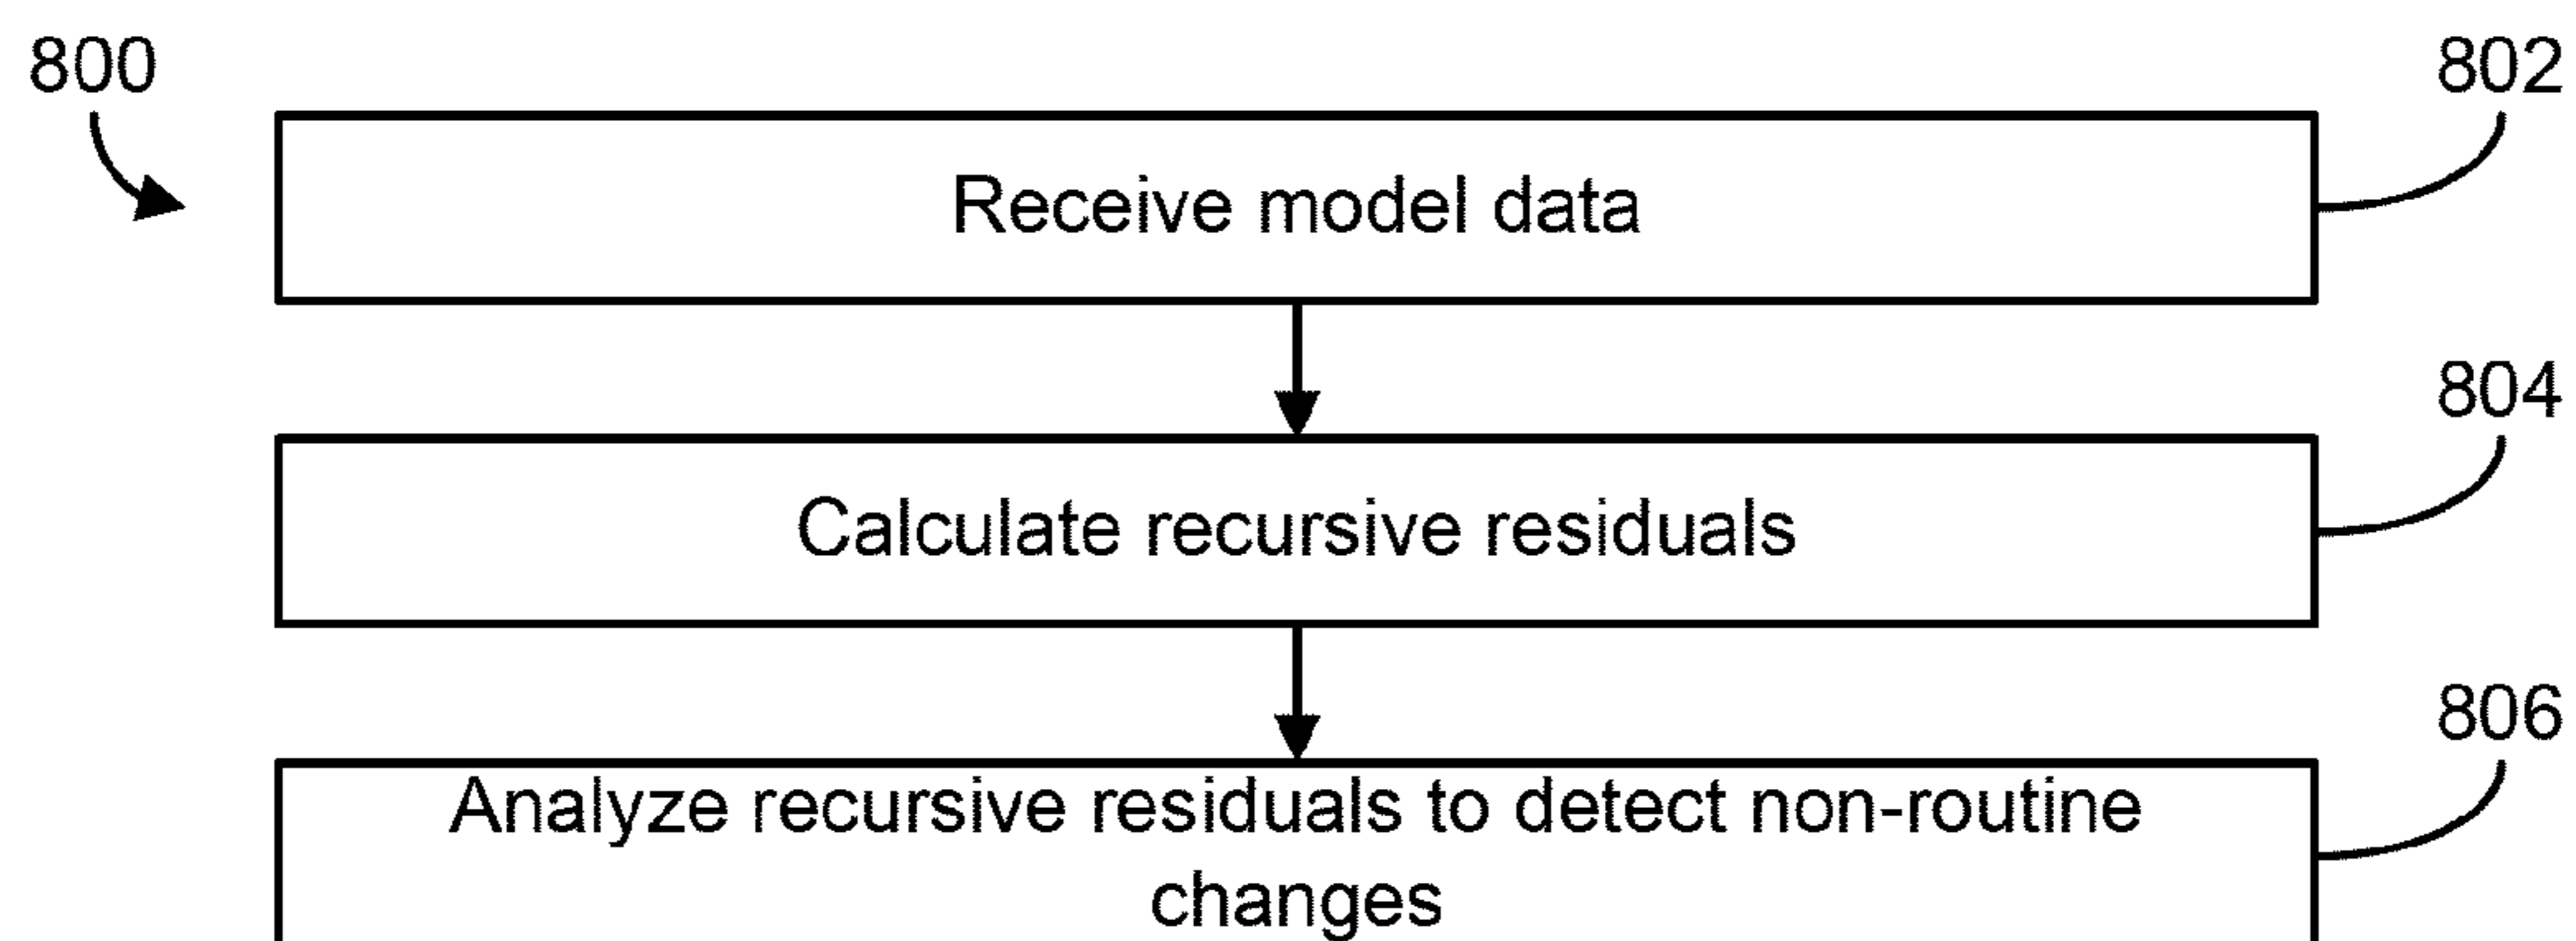 800
802
Receive model data
804
Calculate recursive residuals
806
Analyze recursive residuals to detect non-routine
changes